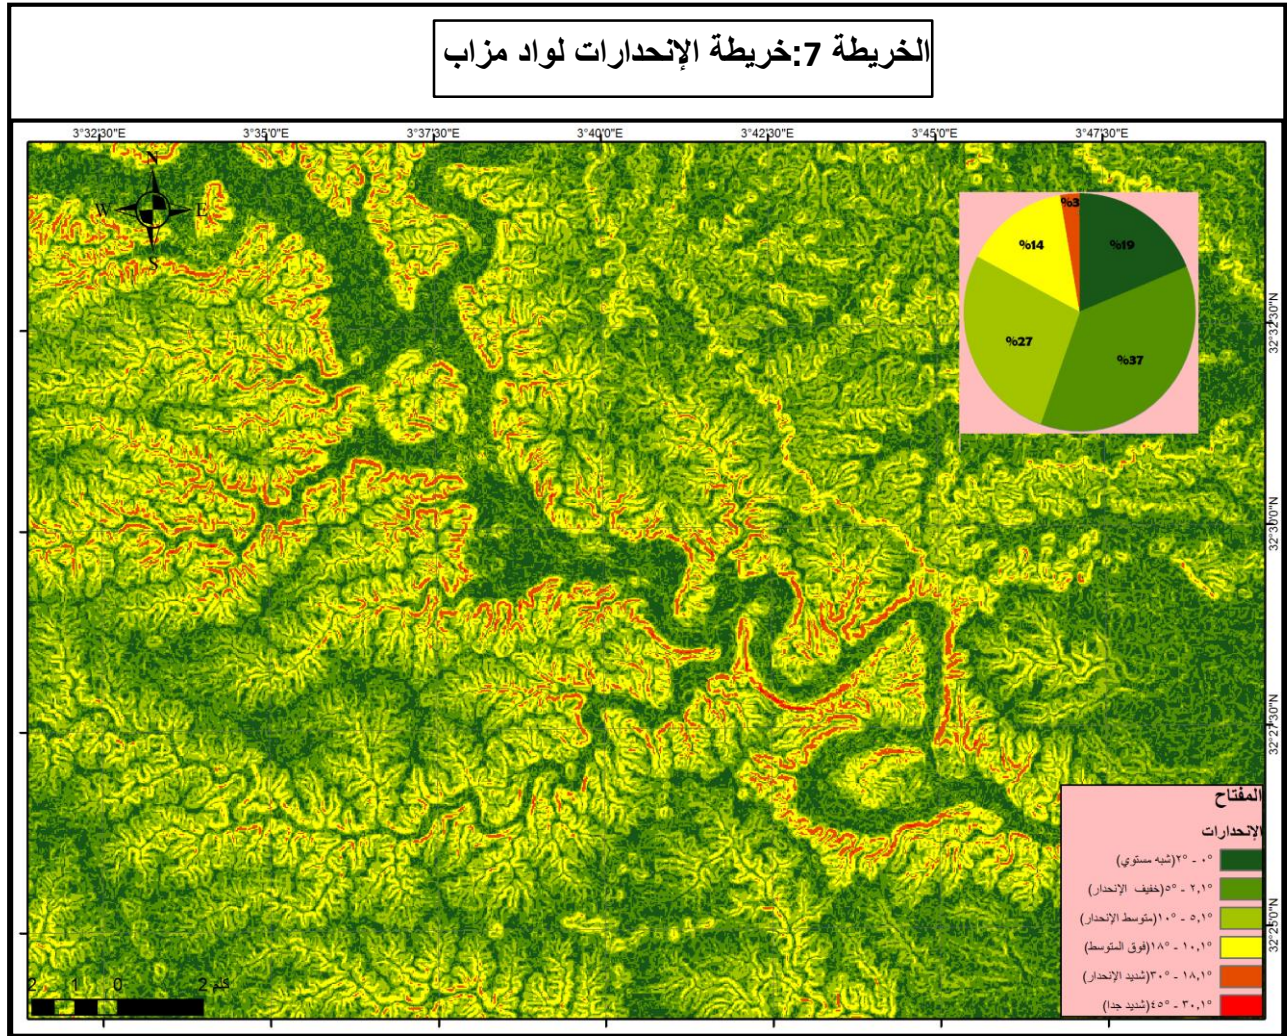 الخريطة 7:خريطة الإنحدارات لواد مزاب
3°32'30"E 3°35'0"E 3°37'30"E 3°40'0"E 3°42'30"E 3°45'0"E 3°47'30"E
N
W E
S
%3
%19
%14
%27
%37
32°32'30"N
32°30'0"N
32°27'30"N
32°25'0"N
المفتاح
الإنحدارات
٠° - ٢°(شبه مستوي)
٢,١° - ٥°(خفيف الإنحدار)
٥,١° - ١٠°(متوسط الإنحدار)
١٠,١° - ١٨°(فوق المتوسط)
١٨,١° - ٣٠°(شديد الإنحدار)
٣٠,١° - ٤٥°(شديد جدا)
2 1 0 2 كم